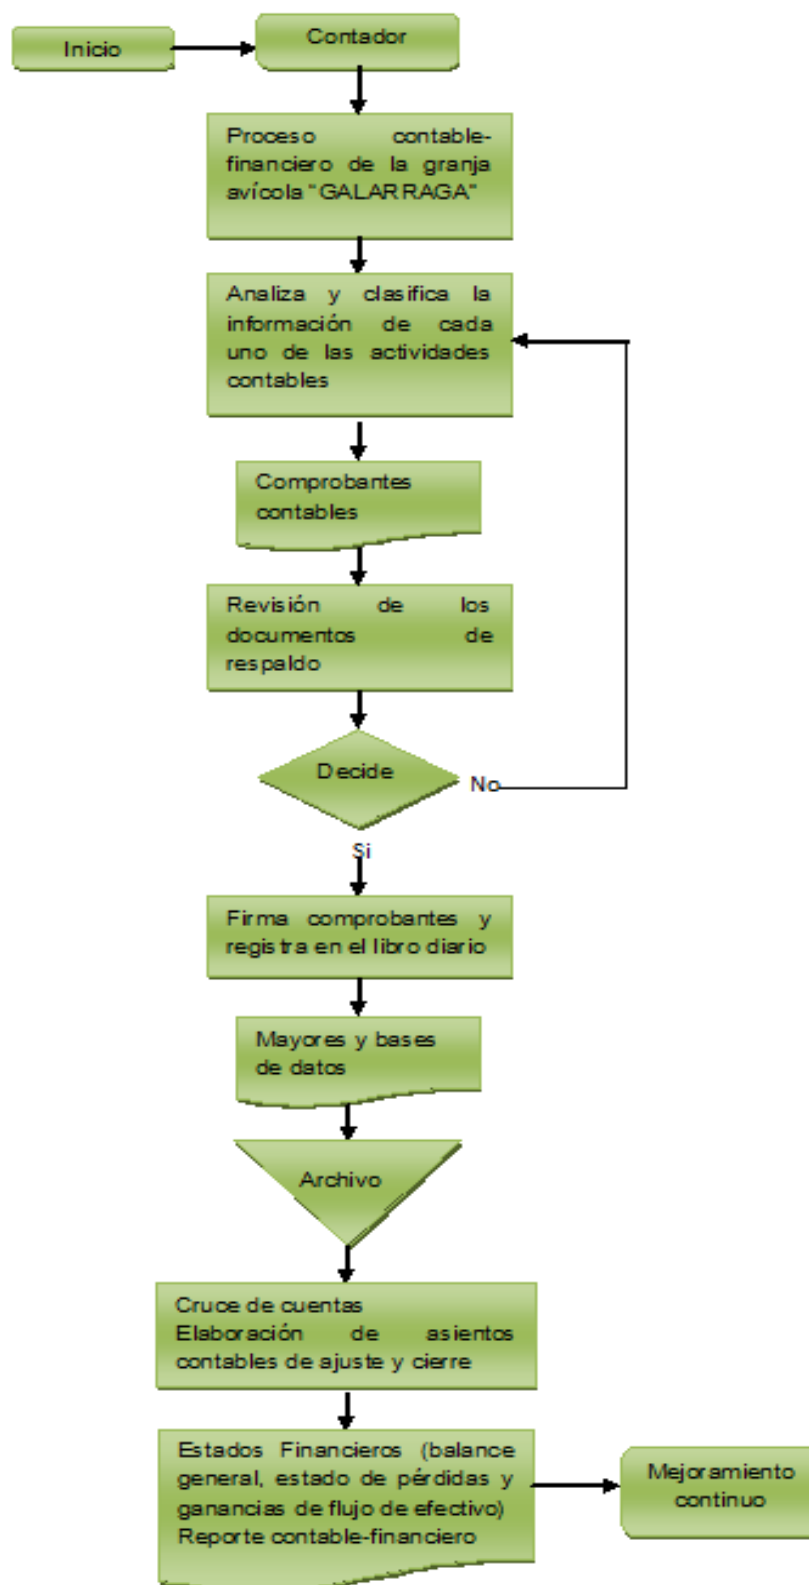 Inicio
Contador
Proceso contable-
financiero de la granja
avícola “GALARRAGA”
Analiza y clasifica la
información de cada
uno de las actividades
contables
Comprobantes
contables
Revisión de los
documentos de
respaldo
Decide
No
Si
Firma comprobantes y
registra en el libro diario
Mayores y bases
de datos
Archivo
Cruce de cuentas
Elaboración de asientos
contables de ajuste y cierre
Estados Financieros (balance
general, estado de pérdidas y
ganancias de flujo de efectivo)
Reporte contable-financiero
Mejoramiento
continuo